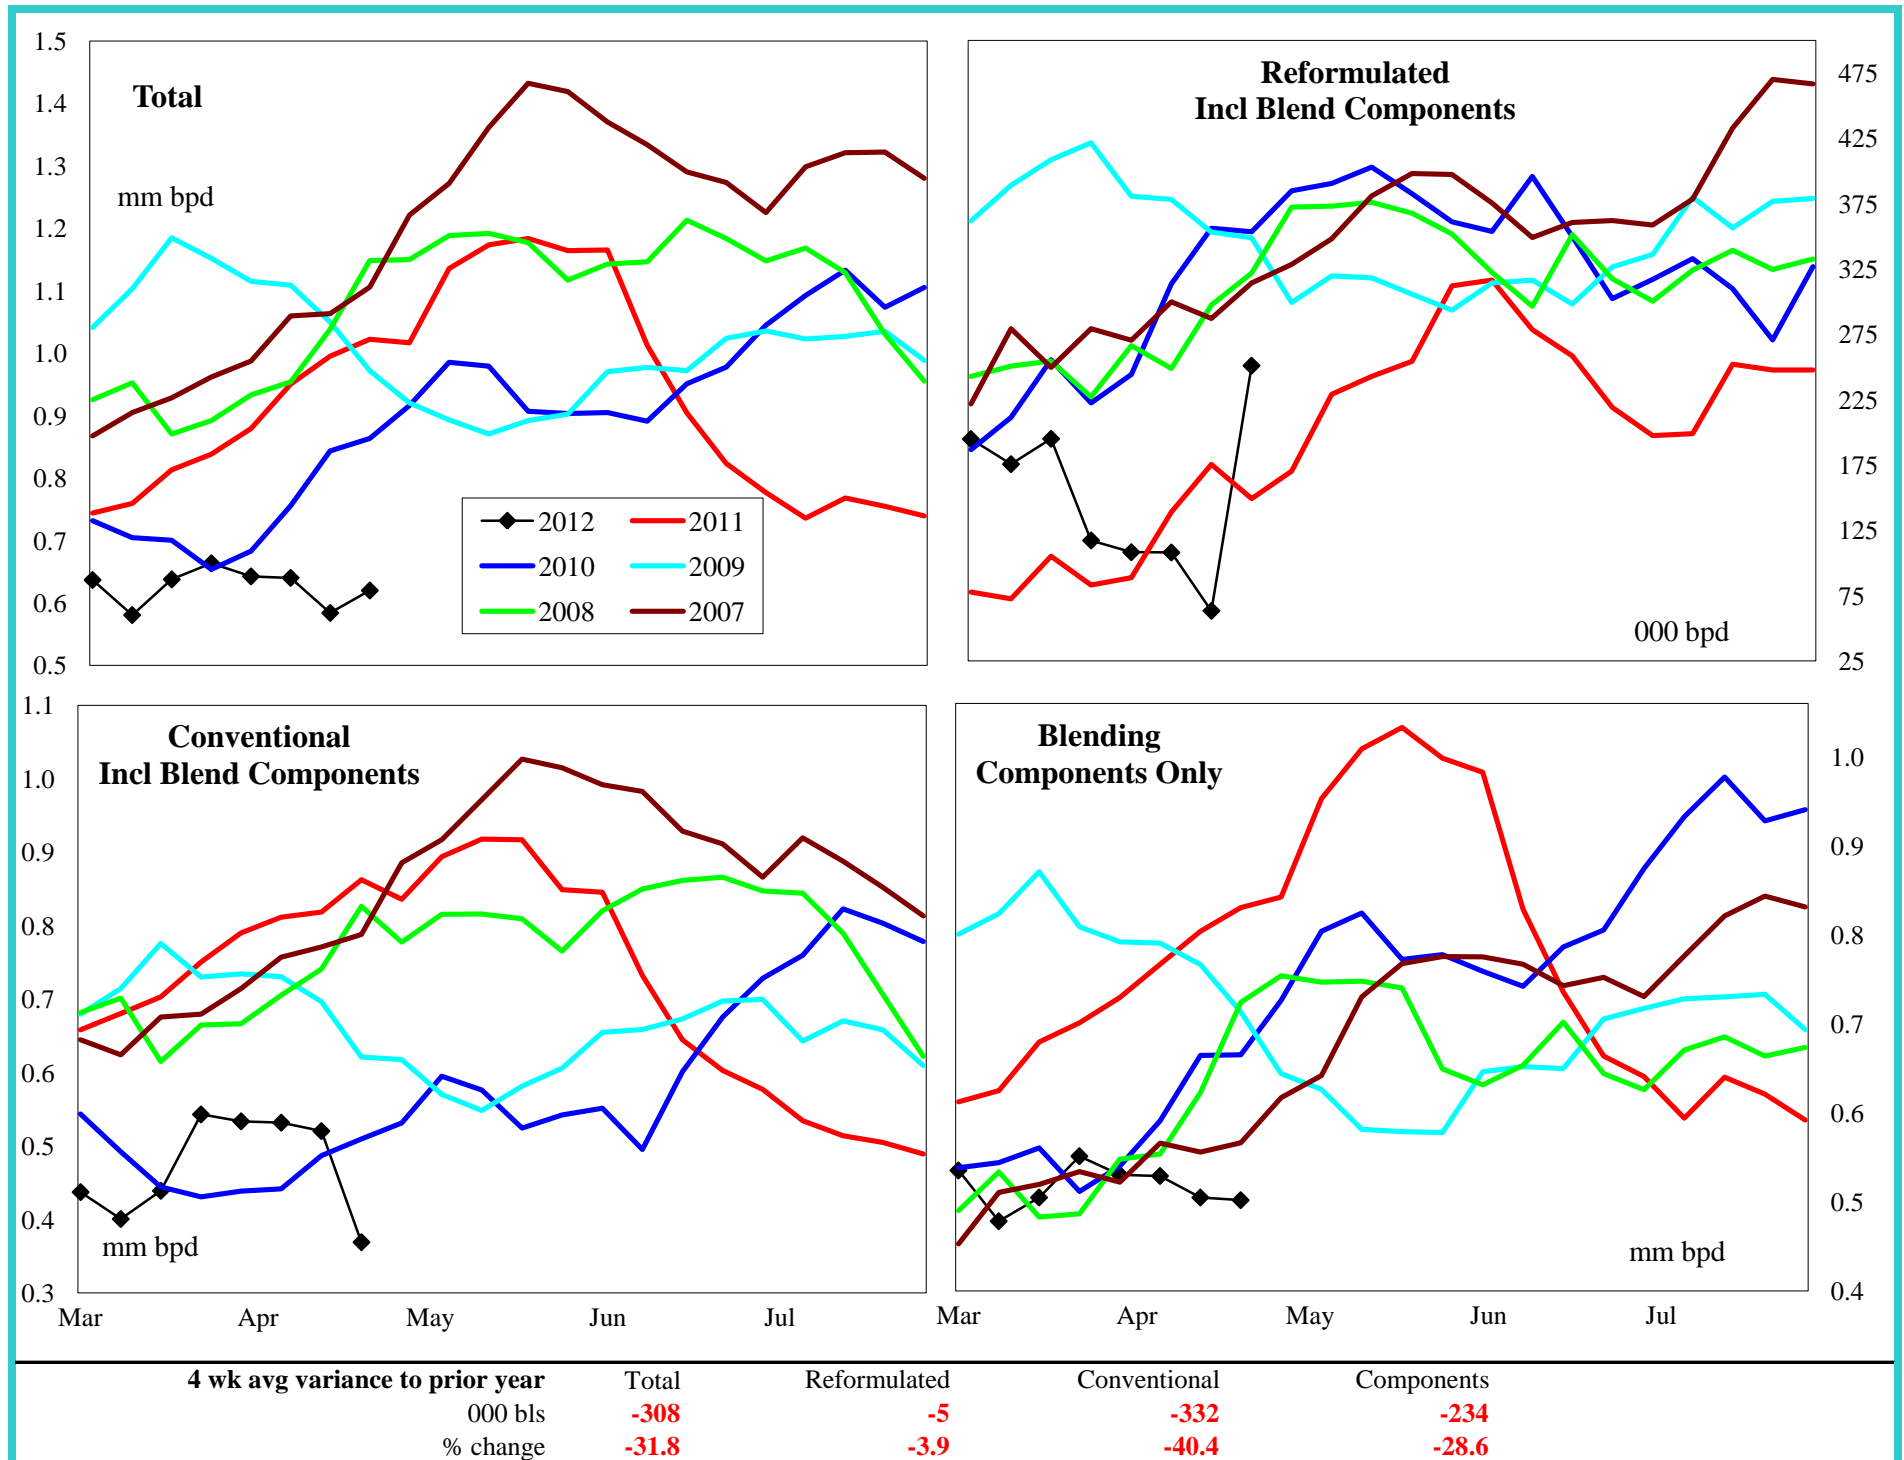 1.5
1.4
1.3
1.2
1.1
1.0
0.9
0.8
0.7
0.6
0.5
Total
mm bpd
2012 2011
2010 2009
2008 2007
Reformulated
Incl Blend Components
000 bpd
475
425
375
325
275
225
175
125
75
25
1.1
1.0
0.9
0.8
0.7
0.6
0.5
0.4
0.3
Conventional
Incl Blend Components
mm bpd
Mar Apr May Jun Jul
Blending
Components Only
mm bpd
1.0
0.9
0.8
0.7
0.6
0.5
0.4
Mar Apr May Jun Jul
4 wk avg variance to prior year Total Reformulated Conventional Components
000 bls -308 -5 -332 -234
% change -31.8 -3.9 -40.4 -28.6